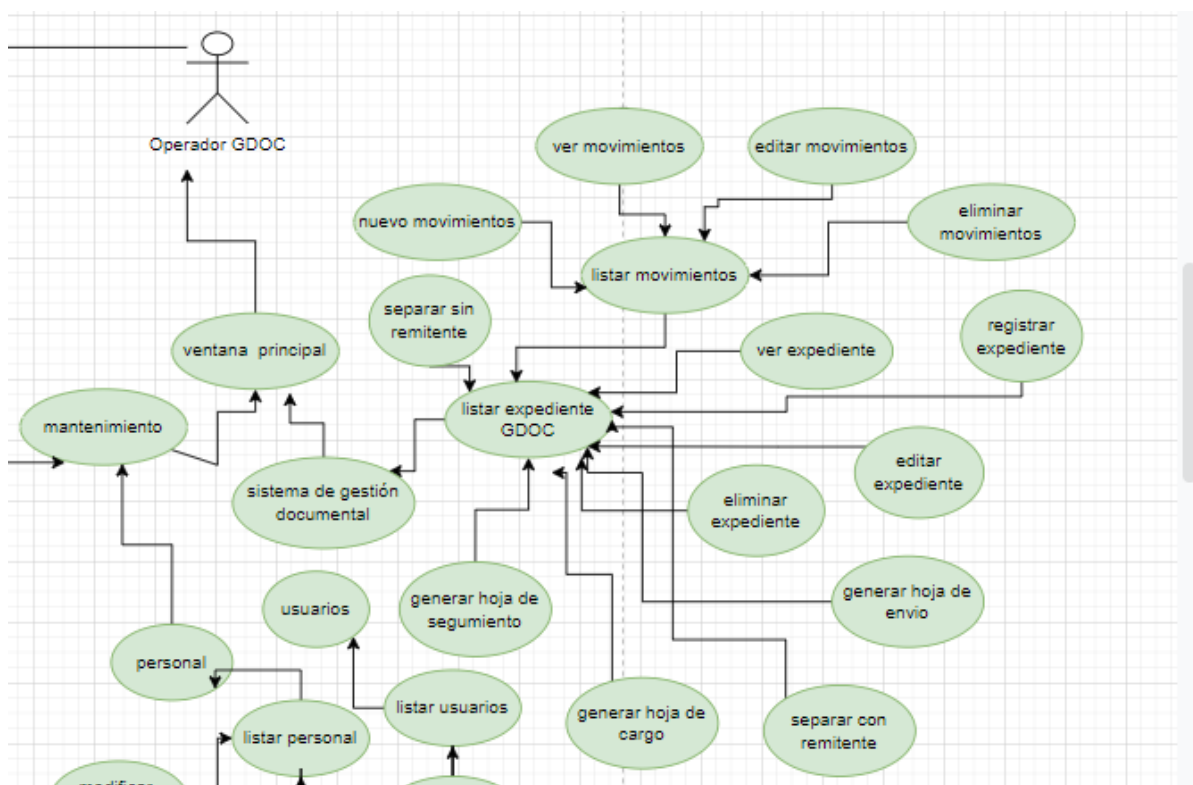 Operador GDOC
ver movimientos
editar movimientos
nuevo movimientos
eliminar
movimientos
listar movimientos
separar sin
remitente
registrar
expediente
ventana principal
ver expediente
listar expediente
GDOC
mantenimiento
editar
expediente
sistema de gestión
documental
eliminar
expediente
generar hoja de
segumiento
generar hoja de
envio
usuarios
personal
listar usuarios
generar hoja de
cargo
separar con
remitente
listar personal
modificar